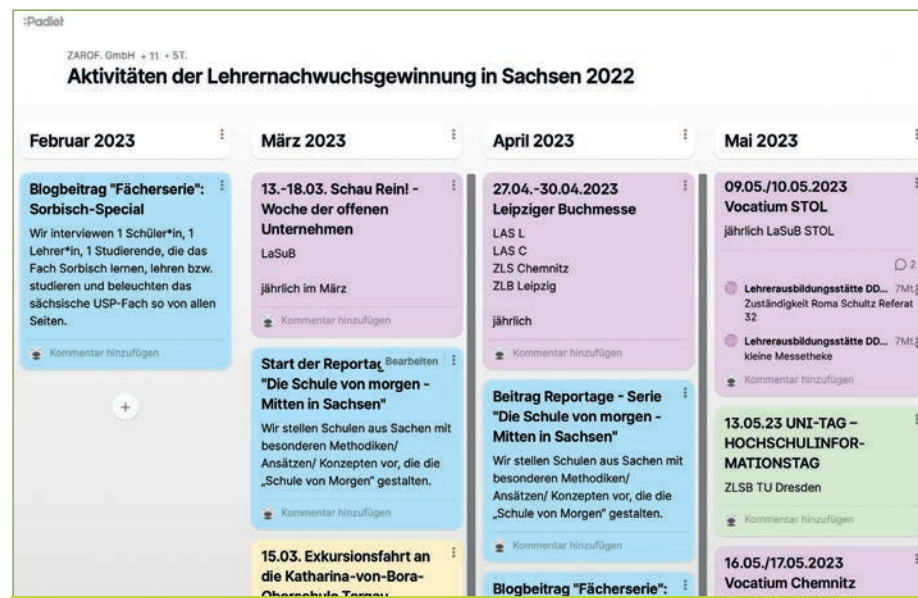 :Padlet
ZAROF. GmbH + 11 • 5T.
Aktivitäten der Lehrernachwuchsgewinnung in Sachsen 2022
Februar 2023
Blogbeitrag "Fächerserie":
Sorbisch-Special
Wir interviewen 1 Schüler*in, 1
Lehrer*in, 1 Studierende, die das
Fach Sorbisch lernen, lehren bzw.
studieren und beleuchten das
sächsische USP-Fach so von allen
Seiten.
Kommentar hinzufügen
März 2023
13.-18.03. Schau Rein! -
Woche der offenen
Unternehmen
LaSuB
jährlich im März
Kommentar hinzufügen
Start der Reportag Bearbeiten
"Die Schule von morgen -
Mitten in Sachsen"
Wir stellen Schulen aus Sachen mit
besonderen Methodiken/
Ansätzen/ Konzepten vor, die die
„Schule von Morgen" gestalten.
Kommentar hinzufügen
15.03. Exkursionsfahrt an
die Katharina-von-Bora-
Oberschule Torgau
April 2023
27.04.-30.04.2023
Leipziger Buchmesse
LAS L
LAS C
ZLS Chemnitz
ZLB Leipzig
jährlich
Kommentar hinzufügen
Beitrag Reportage - Serie
"Die Schule von morgen -
Mitten in Sachsen"
Wir stellen Schulen aus Sachen mit
besonderen Methodiken/
Ansätzen/ Konzepten vor, die die
„Schule von Morgen" gestalten.
Kommentar hinzufügen
Blogbeitrag "Fächerserie":
Mai 2023
09.05./10.05.2023
Vocatium STOL
jährlich LaSuB STOL
2
Lehrerausbildungsstätte DD... 7Mt.
Zuständigkeit Roma Schultz Referat
32
Lehrerausbildungsstätte DD... 7Mt.
kleine Messetheke
Kommentar hinzufügen
13.05.23 UNI-TAG –
HOCHSCHULINFOR-
MATIONSTAG
ZLSB TU Dresden
Kommentar hinzufügen
16.05./17.05.2023
Vocatium Chemnitz